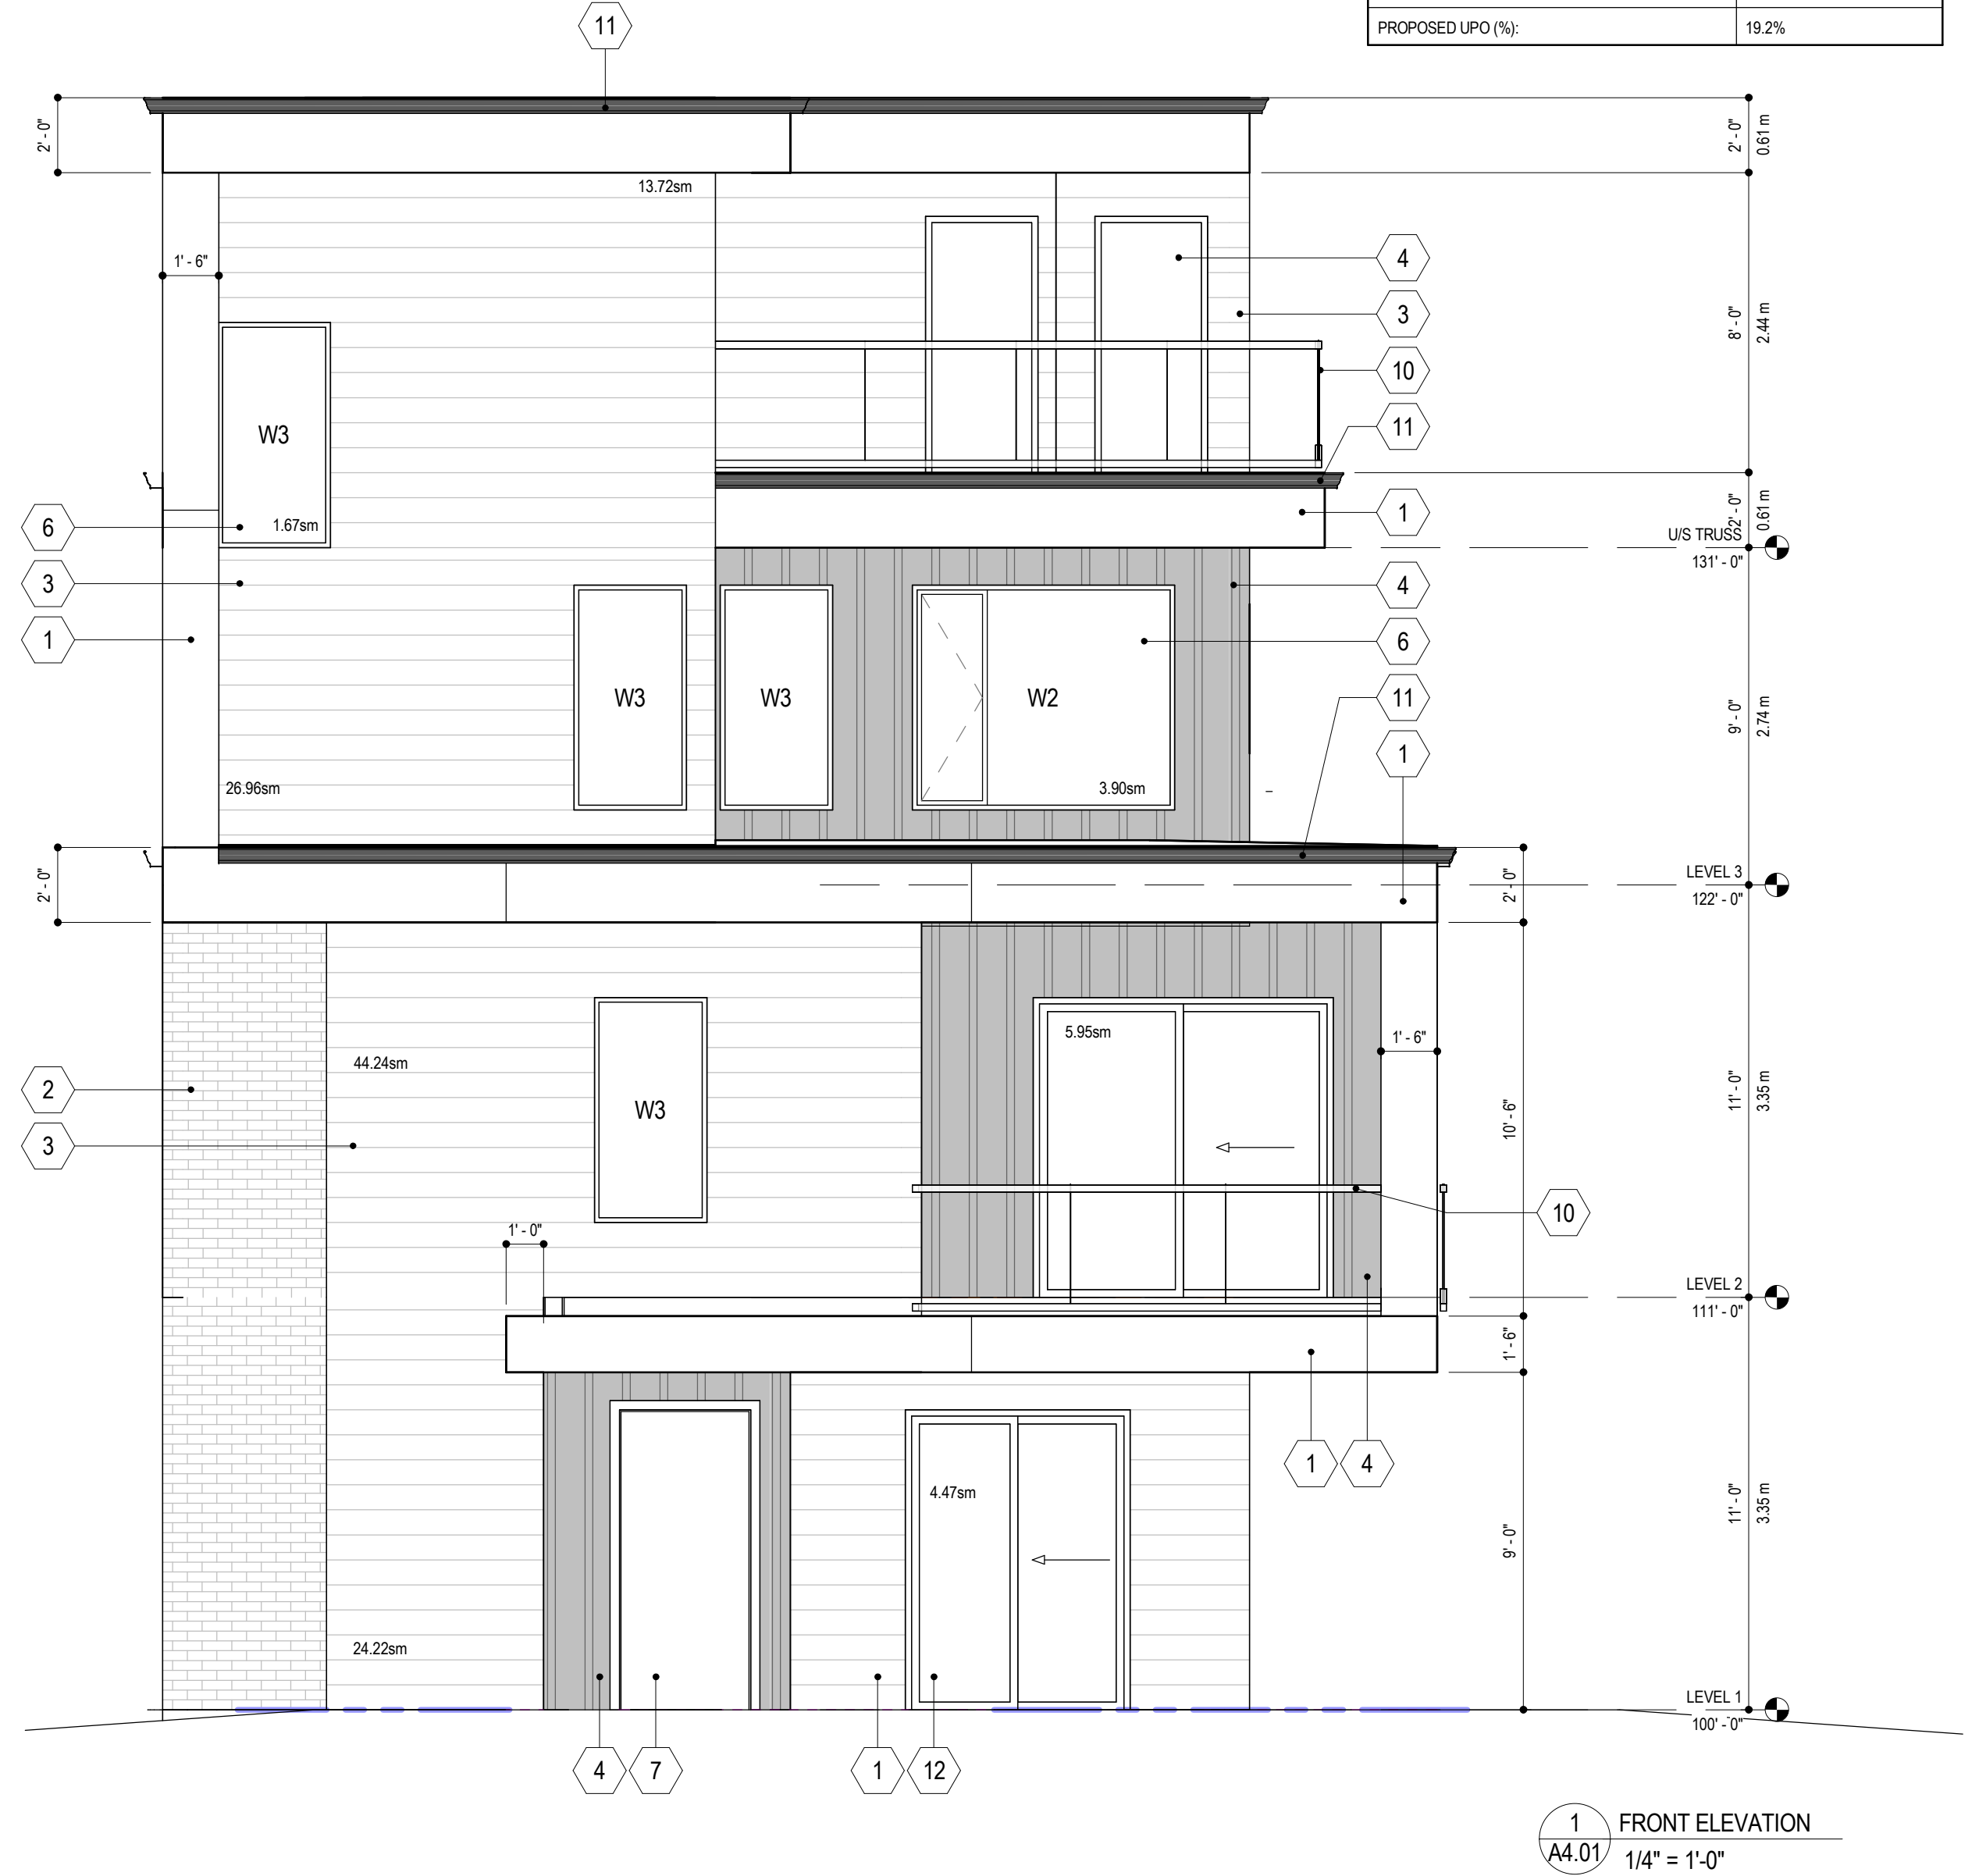 PROPOSED UPO (%): 19.2%
11
2' - 0"
2' - 0"
0.61 m
13.72sm
1' - 6"
4
3
8' - 0"
2.44 m
10
11
W3
6
1.67sm
1
2' - 0"
0.61 m
U/S TRUSS
131' - 0"
3
4
1
6
W3
W3
W2
11
9' - 0"
2.74 m
1
26.96sm
3.90sm
2' - 0"
2' - 0"
LEVEL 3
122' - 0"
5.95sm
1' - 6"
44.24sm
2
W3
10' - 6"
11' - 0"
3.35 m
3
10
1' - 0"
LEVEL 2
111' - 0"
1' - 6"
1
4
4.47sm
9' - 0"
11' - 0"
3.35 m
24.22sm
LEVEL 1
100' - 0"
4
7
1
12
1
FRONT ELEVATION
A4.01
1/4" = 1'-0"